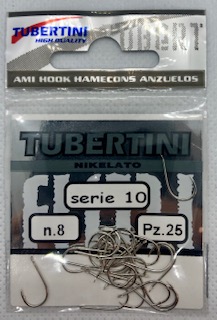 TUBERTINI
HIGH QUALITY
AMI HOOK HAMECONS ANZUELOS
TUBERTINI
NIKELATO
serie 10
n.8
Pz.25